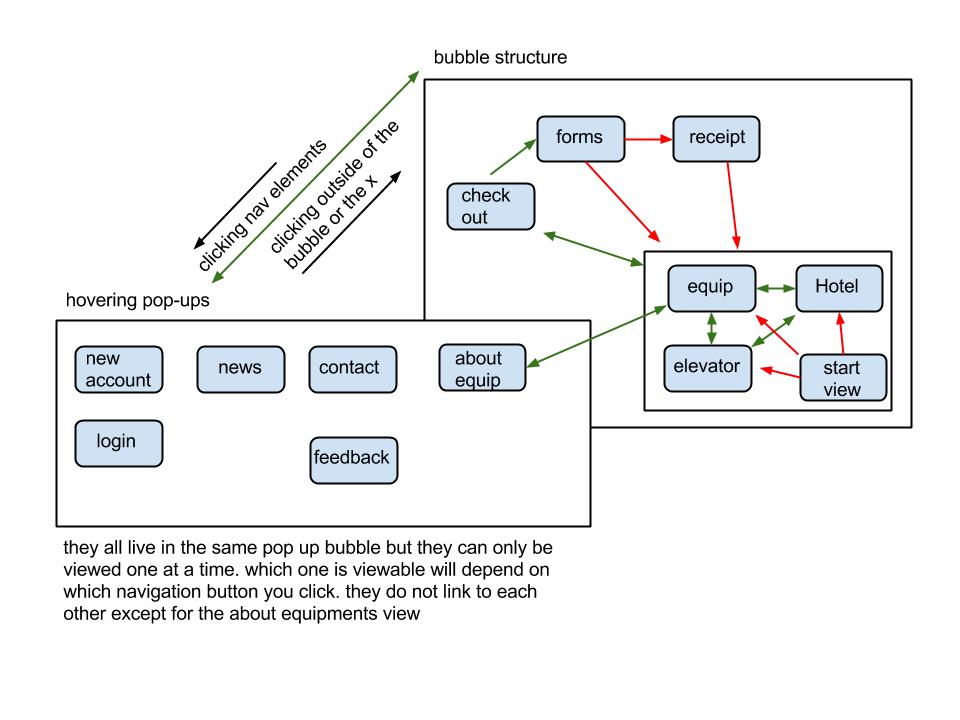 bubble structure
forms
receipt
check
out
clicking nav elements
clicking outside of the
bubble or the x
equip
Hotel
elevator
start
view
hovering pop-ups
new
account
news
contact
about
equip
login
feedback
they all live in the same pop up bubble but they can only be
viewed one at a time. which one is viewable will depend on
which navigation button you click. they do not link to each
other except for the about equipments view